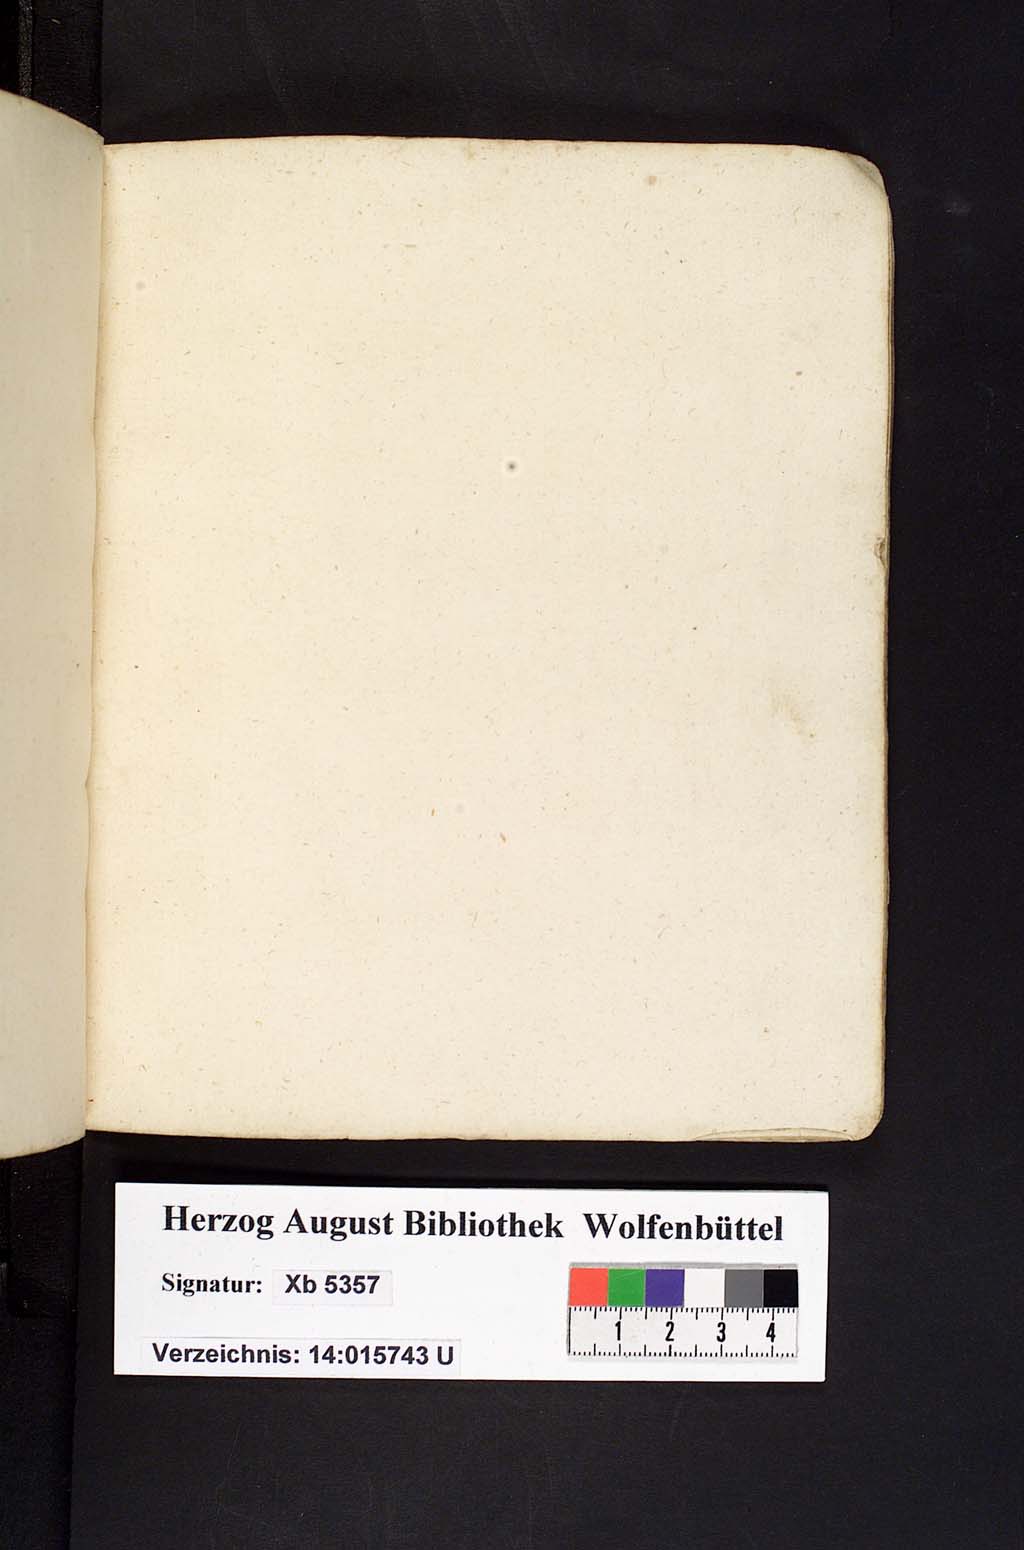 Herzog August Bibliothek Wolfenbüttel
Signatur: Xb 5357
Verzeichnis: 14:015743 U
1 2 3 4